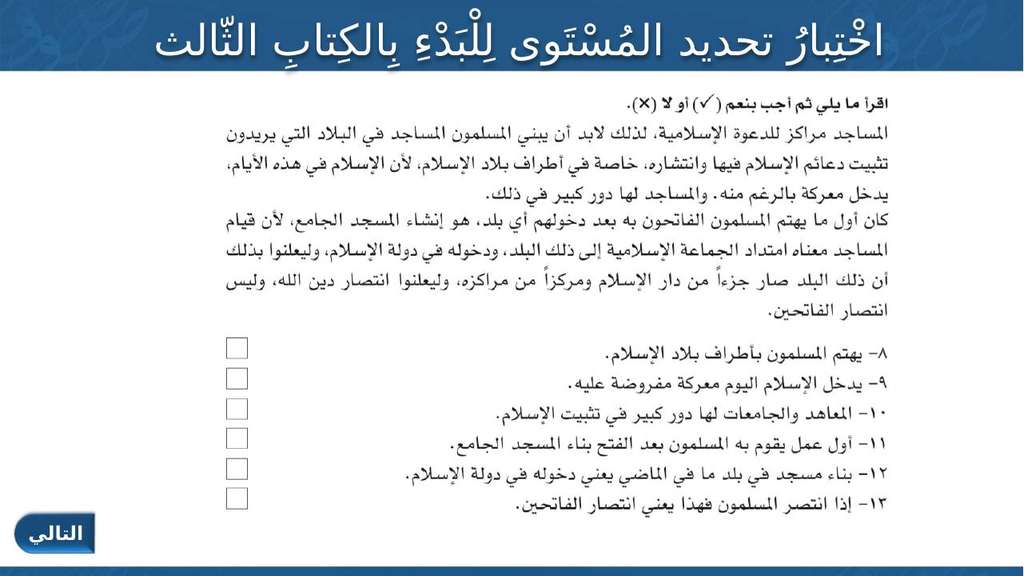 اخْتِبارُ تحديد المُسْتَوى لِلْبَدْءِ بِالكِتابِ الثّالث
اقرأ ما يلي ثم أجب بنعم (✓) أو لا (×).
المساجد مراكز للدعوة الإسلامية، لذلك لابد أن يبني المسلمون المساجد في البلاد التي يريدون
تثبيت دعائم الإسلام فيها وانتشاره، خاصة في أطراف بلاد الإسلام، لأن الإسلام في هذه الأيام،
يدخل معركة بالرغم منه. والمساجد لها دور كبير في ذلك.
كان أول ما يهتم المسلمون الفاتحون به بعد دخولهم أي بلد، هو إنشاء المسجد الجامع، لأن قيام
المساجد معناه امتداد الجماعة الإسلامية إلى ذلك البلد، ودخوله في دولة الإسلام، وليعلنوا بذلك
أن ذلك البلد صار جزءاً من دار الإسلام ومركزاً من مراكزه، وليعلنوا انتصار دين الله، وليس
انتصار الفاتحين.
٨- يهتم المسلمون بأطراف بلاد الإسلام.
٩- يدخل الإسلام اليوم معركة مفروضة عليه.
١٠- المعاهد والجامعات لها دور كبير في تثبيت الإسلام.
١١- أول عمل يقوم به المسلمون بعد الفتح بناء المسجد الجامع.
١٢- بناء مسجد في بلد ما في الماضي يعني دخوله في دولة الإسلام.
١٣- إذا انتصر المسلمون فهذا يعني انتصار الفاتحين.
التالي